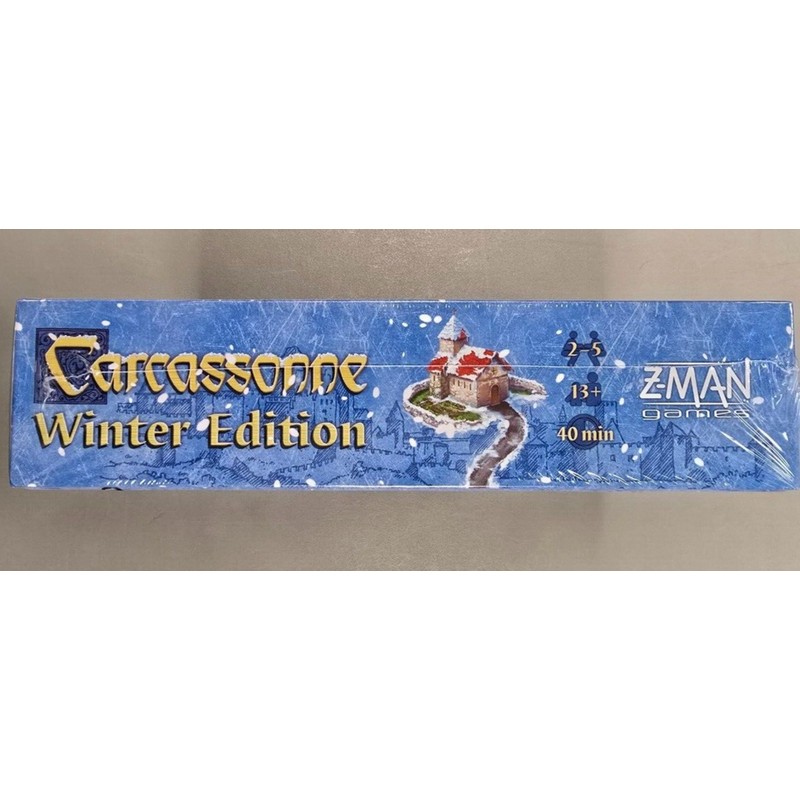 Carcassonne
Winter Edition
2-5
13+
40 min
Z-MAN
games